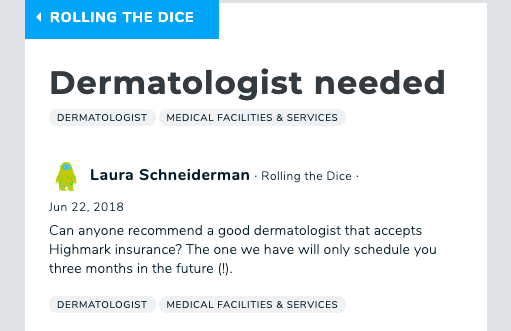 ROLLING THE DICE
Dermatologist needed
DERMATOLOGIST MEDICAL FACILITIES & SERVICES
Laura Schneiderman · Rolling the Dice ·
Jun 22, 2018
Can anyone recommend a good dermatologist that accepts
Highmark insurance? The one we have will only schedule you
three months in the future (!).
DERMATOLOGIST MEDICAL FACILITIES & SERVICES